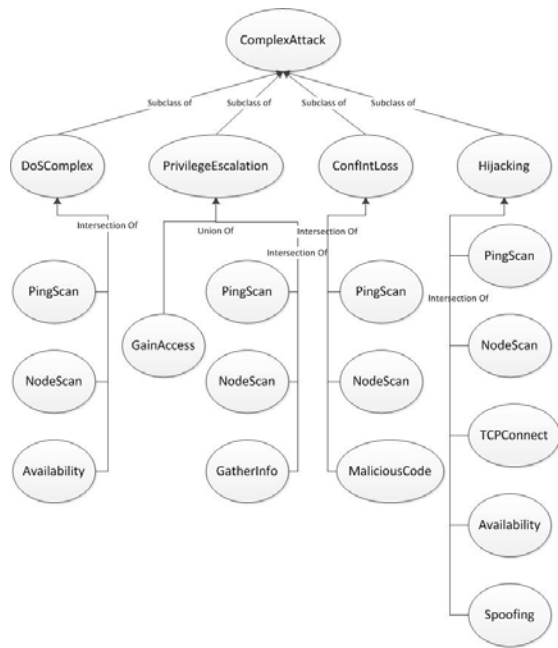 ComplexAttack
Subclass of
Subclass of
Subclass of
Subclass of
DoSComplex
PrivilegeEscalation
ConfIntLoss
Hijacking
Intersection Of
Union Of
Intersection Of
Intersection Of
PingScan
PingScan
PingScan
PingScan
Intersection Of
GainAccess
NodeScan
NodeScan
NodeScan
NodeScan
TCPConnect
Availability
GatherInfo
MaliciousCode
Availability
Spoofing